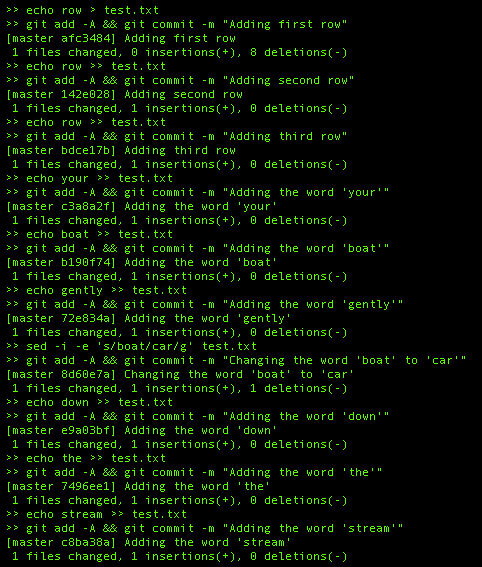 >> echo row > test.txt
>> git add -A && git commit -m "Adding first row"
[master afc3484] Adding first row
 1 files changed, 0 insertions(+), 8 deletions(-)
>> echo row >> test.txt
>> git add -A && git commit -m "Adding second row"
[master 142e028] Adding second row
 1 files changed, 1 insertions(+), 0 deletions(-)
>> echo row >> test.txt
>> git add -A && git commit -m "Adding third row"
[master bdce17b] Adding third row
 1 files changed, 1 insertions(+), 0 deletions(-)
>> echo your >> test.txt
>> git add -A && git commit -m "Adding the word 'your'"
[master c3a8a2f] Adding the word 'your'
 1 files changed, 1 insertions(+), 0 deletions(-)
>> echo boat >> test.txt
>> git add -A && git commit -m "Adding the word 'boat'"
[master b190f74] Adding the word 'boat'
 1 files changed, 1 insertions(+), 0 deletions(-)
>> echo gently >> test.txt
>> git add -A && git commit -m "Adding the word 'gently'"
[master 72e834a] Adding the word 'gently'
 1 files changed, 1 insertions(+), 0 deletions(-)
>> sed -i -e 's/boat/car/g' test.txt
>> git add -A && git commit -m "Changing the word 'boat' to 'car'"
[master 8d60e7a] Changing the word 'boat' to 'car'
 1 files changed, 1 insertions(+), 1 deletions(-)
>> echo down >> test.txt
>> git add -A && git commit -m "Adding the word 'down'"
[master e9a03bf] Adding the word 'down'
 1 files changed, 1 insertions(+), 0 deletions(-)
>> echo the >> test.txt
>> git add -A && git commit -m "Adding the word 'the'"
[master 7496ee1] Adding the word 'the'
 1 files changed, 1 insertions(+), 0 deletions(-)
>> echo stream >> test.txt
>> git add -A && git commit -m "Adding the word 'stream'"
[master c8ba38a] Adding the word 'stream'
 1 files changed, 1 insertions(+), 0 deletions(-)